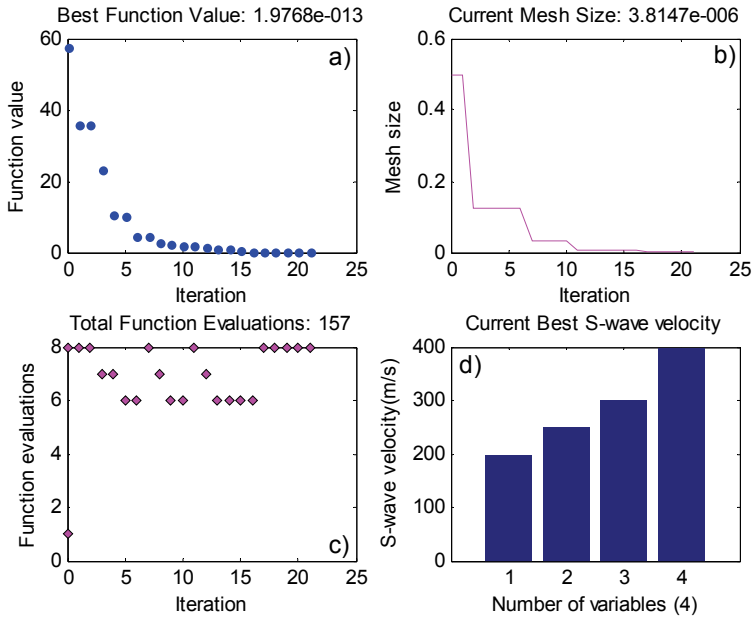 Best Function Value: 1.9768e-013
a)
Function value
60
40
20
0
0 5 10 15 20 25
Iteration
Current Mesh Size: 3.8147e-006
b)
Mesh size
0.6
0.4
0.2
0
0 5 10 15 20 25
Iteration
Total Function Evaluations: 157
c)
Function evaluations
8
6
4
2
0
0 5 10 15 20 25
Iteration
Current Best S-wave velocity
d)
S-wave velocity(m/s)
400
300
200
100
0
1 2 3 4
Number of variables (4)